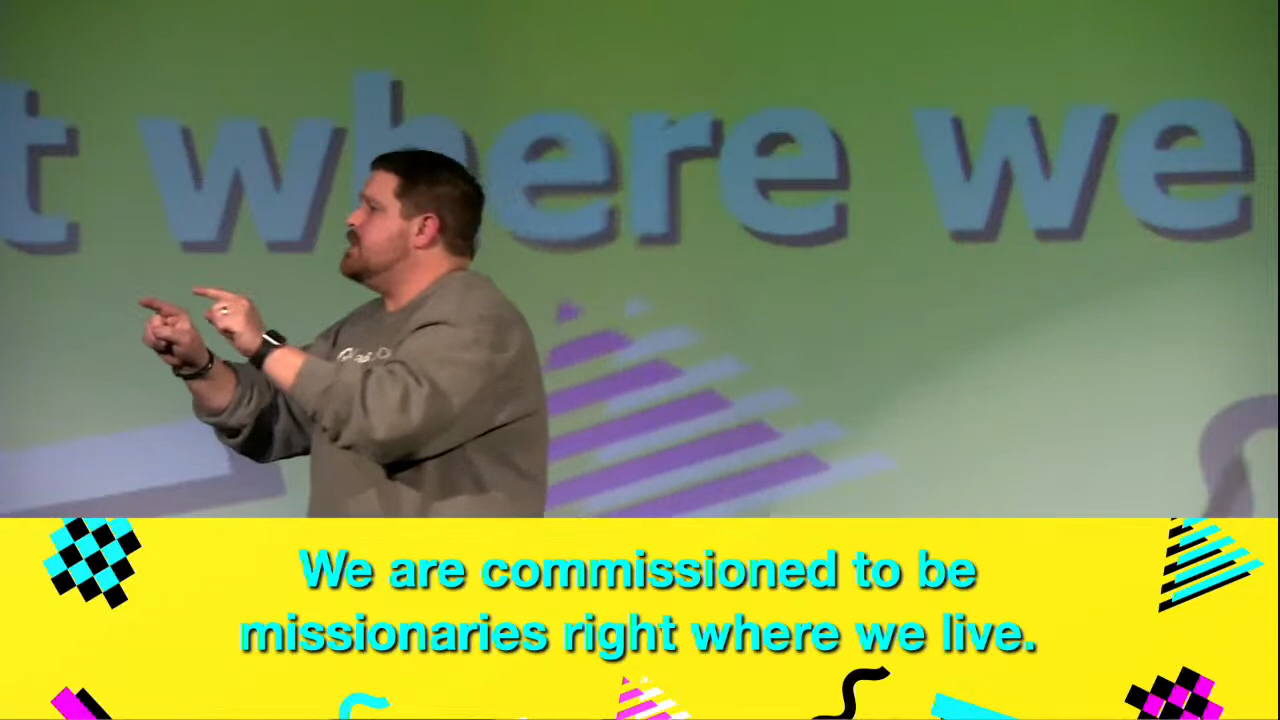 t where we
We are commissioned to be
missionaries right where we live.